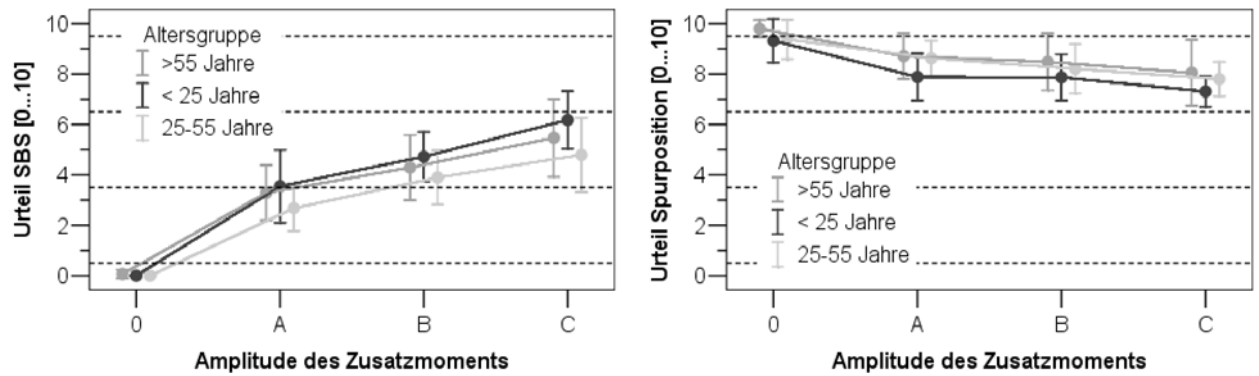 Urteil SBS [0...10]
10
8
6
4
2
0
Altersgruppe
>55 Jahre
< 25 Jahre
25-55 Jahre
0 A B C
Amplitude des Zusatzmoments
Urteil Spurposition [0...10]
10
8
6
4
2
0
Altersgruppe
>55 Jahre
< 25 Jahre
25-55 Jahre
0 A B C
Amplitude des Zusatzmoments